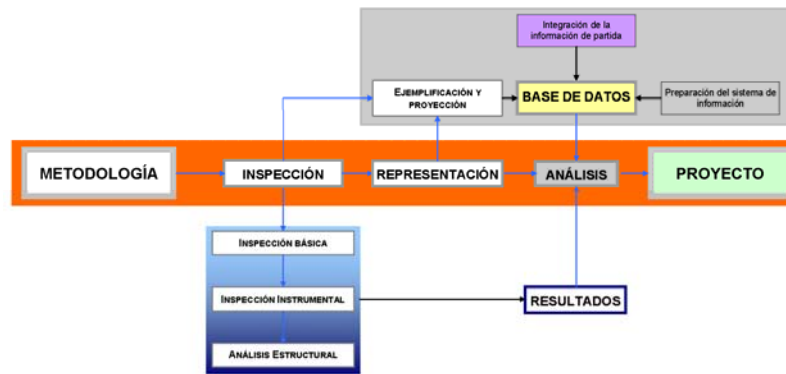 Integración de la
información de partida
EJEMPLIFICACIÓN Y
PROYECCIÓN
BASE DE DATOS
Preparación del sistema de
información
METODOLOGÍA
INSPECCIÓN
REPRESENTACIÓN
ANÁLISIS
PROYECTO
INSPECCIÓN BÁSICA
INSPECCIÓN INSTRUMENTAL
RESULTADOS
ANÁLISIS ESTRUCTURAL